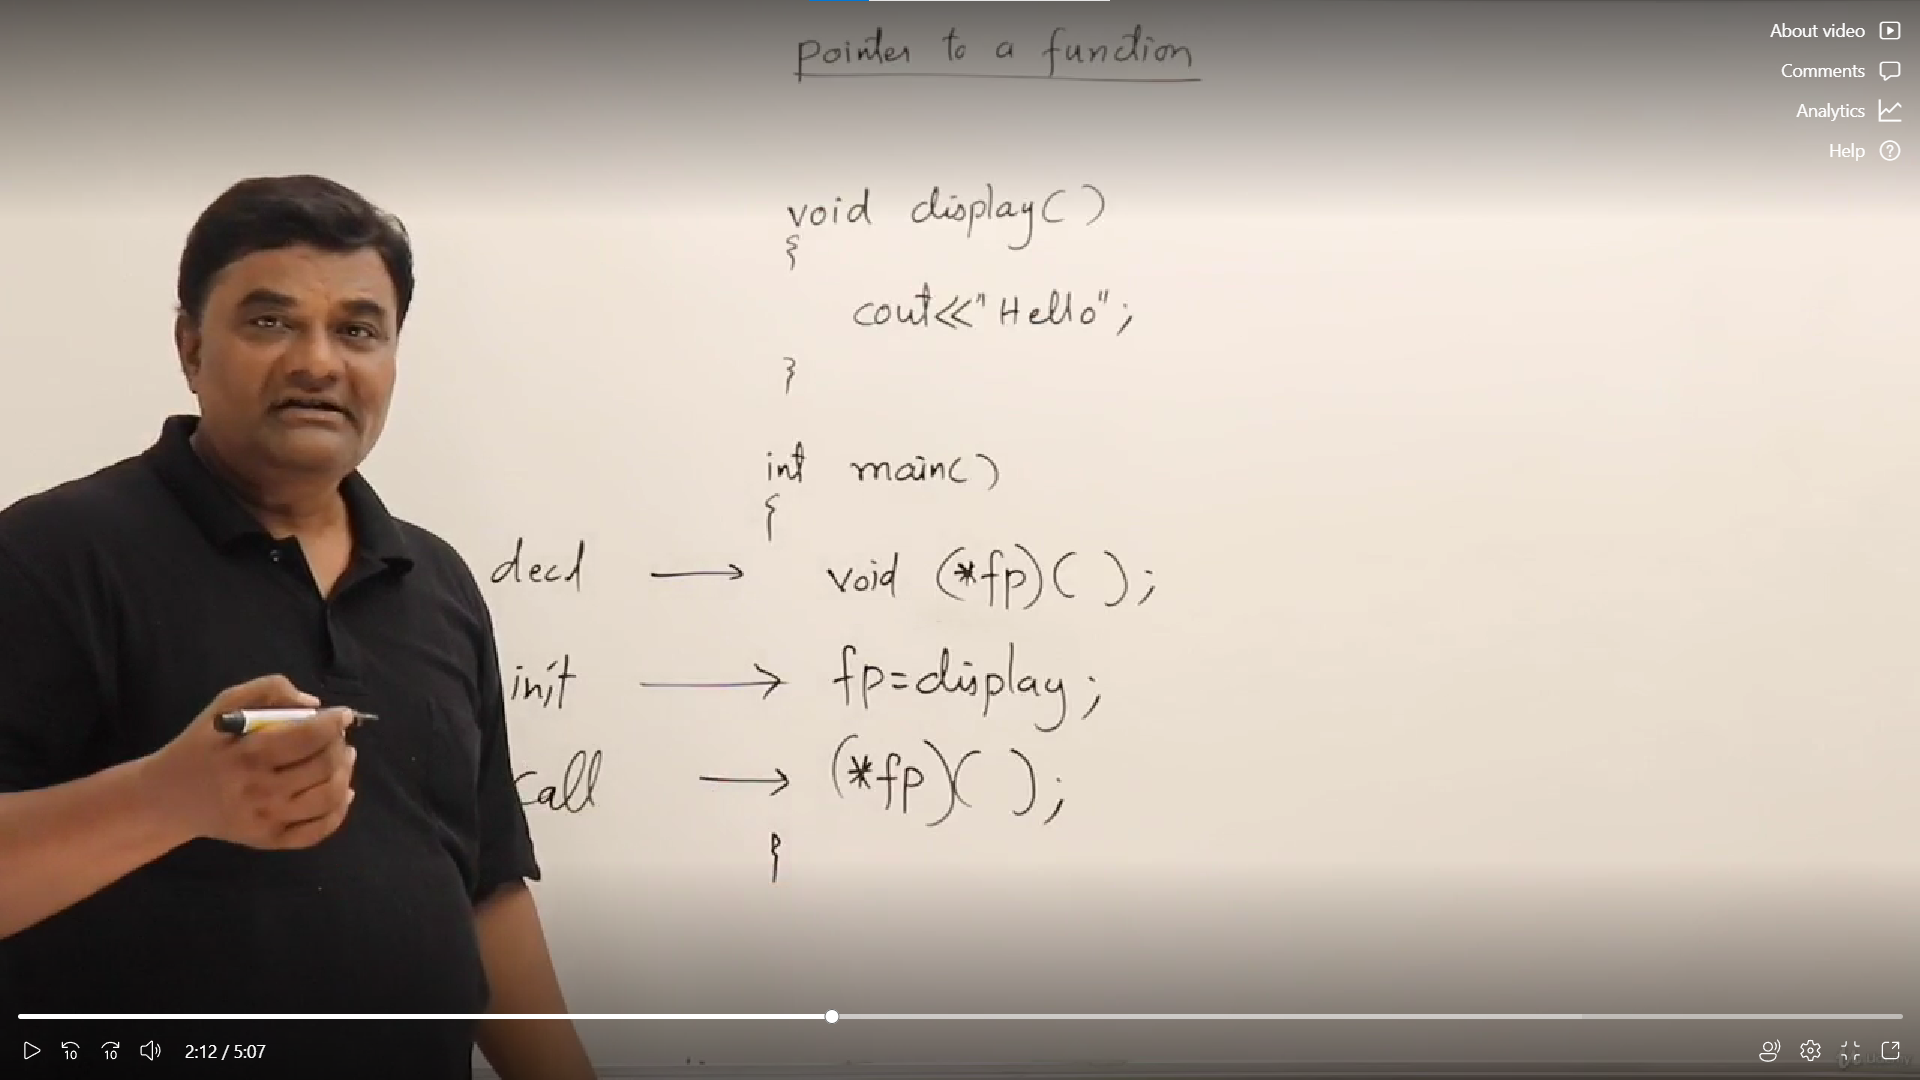 pointer to a function
About video
Comments
Analytics
Help
void display( )
{
cout<<"Hello";
}
int main( )
{
decl → void (*fp)( );
init → fp=display;
call → (*fp)( );
}
10 10 2:12 / 5:07